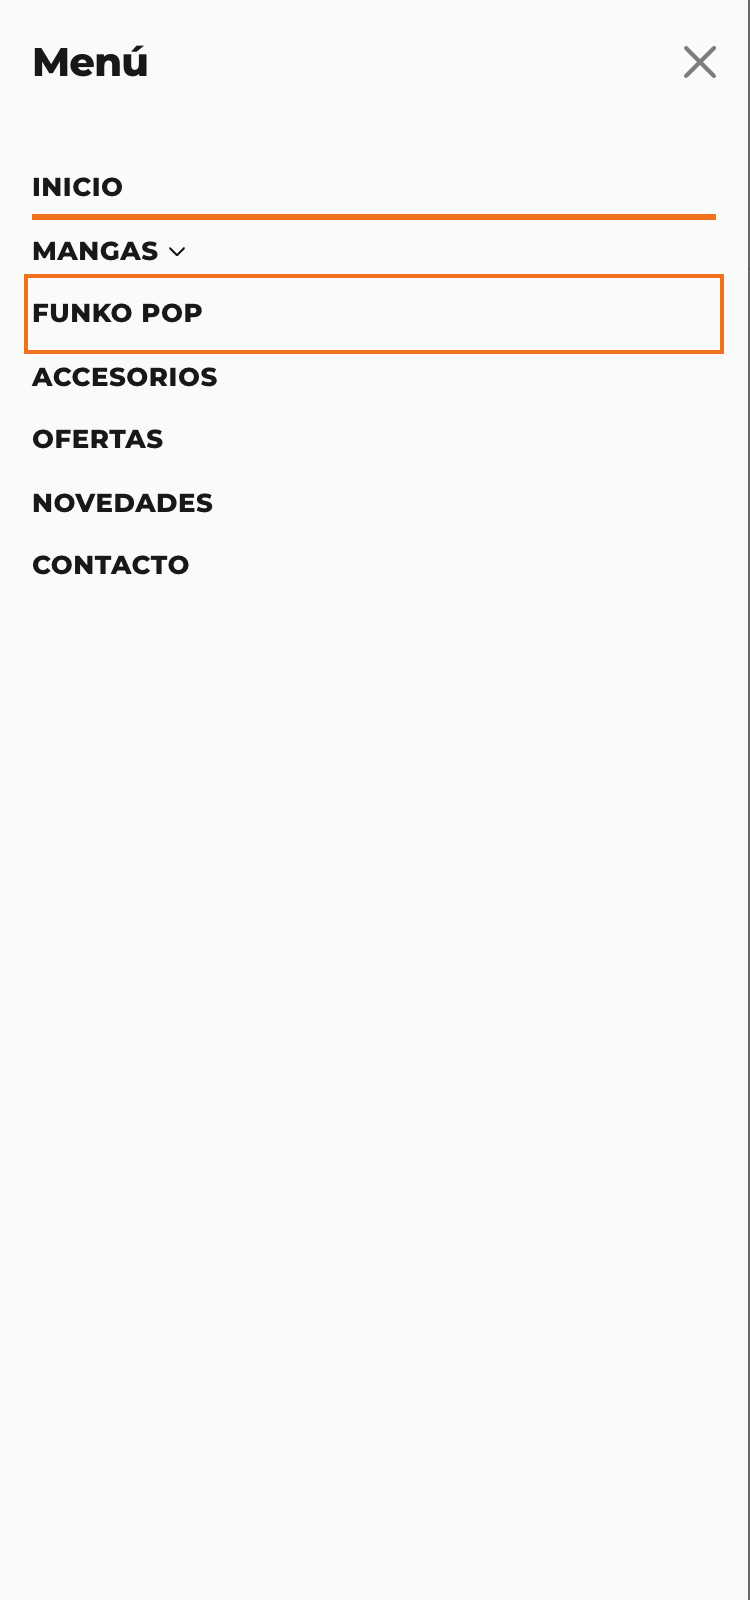 Menú
INICIO
MANGAS
FUNKO POP
ACCESORIOS
OFERTAS
NOVEDADES
CONTACTO